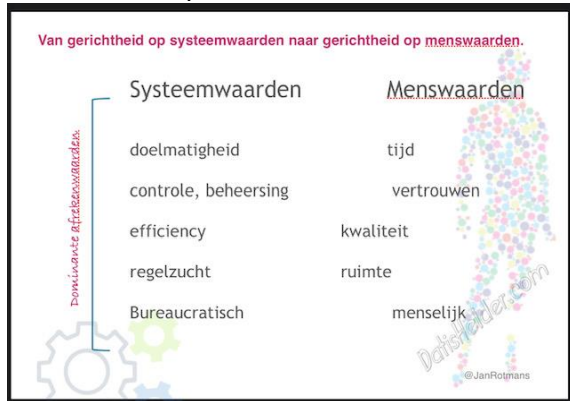 Van gerichtheid op systeemwaarden naar gerichtheid op menswaarden.
Systeemwaarden Menswaarden
doelmatigheid tijd
controle, beheersing vertrouwen
efficiency kwaliteit
regelzucht ruimte
Bureaucratisch menselijk
Dominante afrekenwaarden.
DatisHelder.com
@JanRotmans